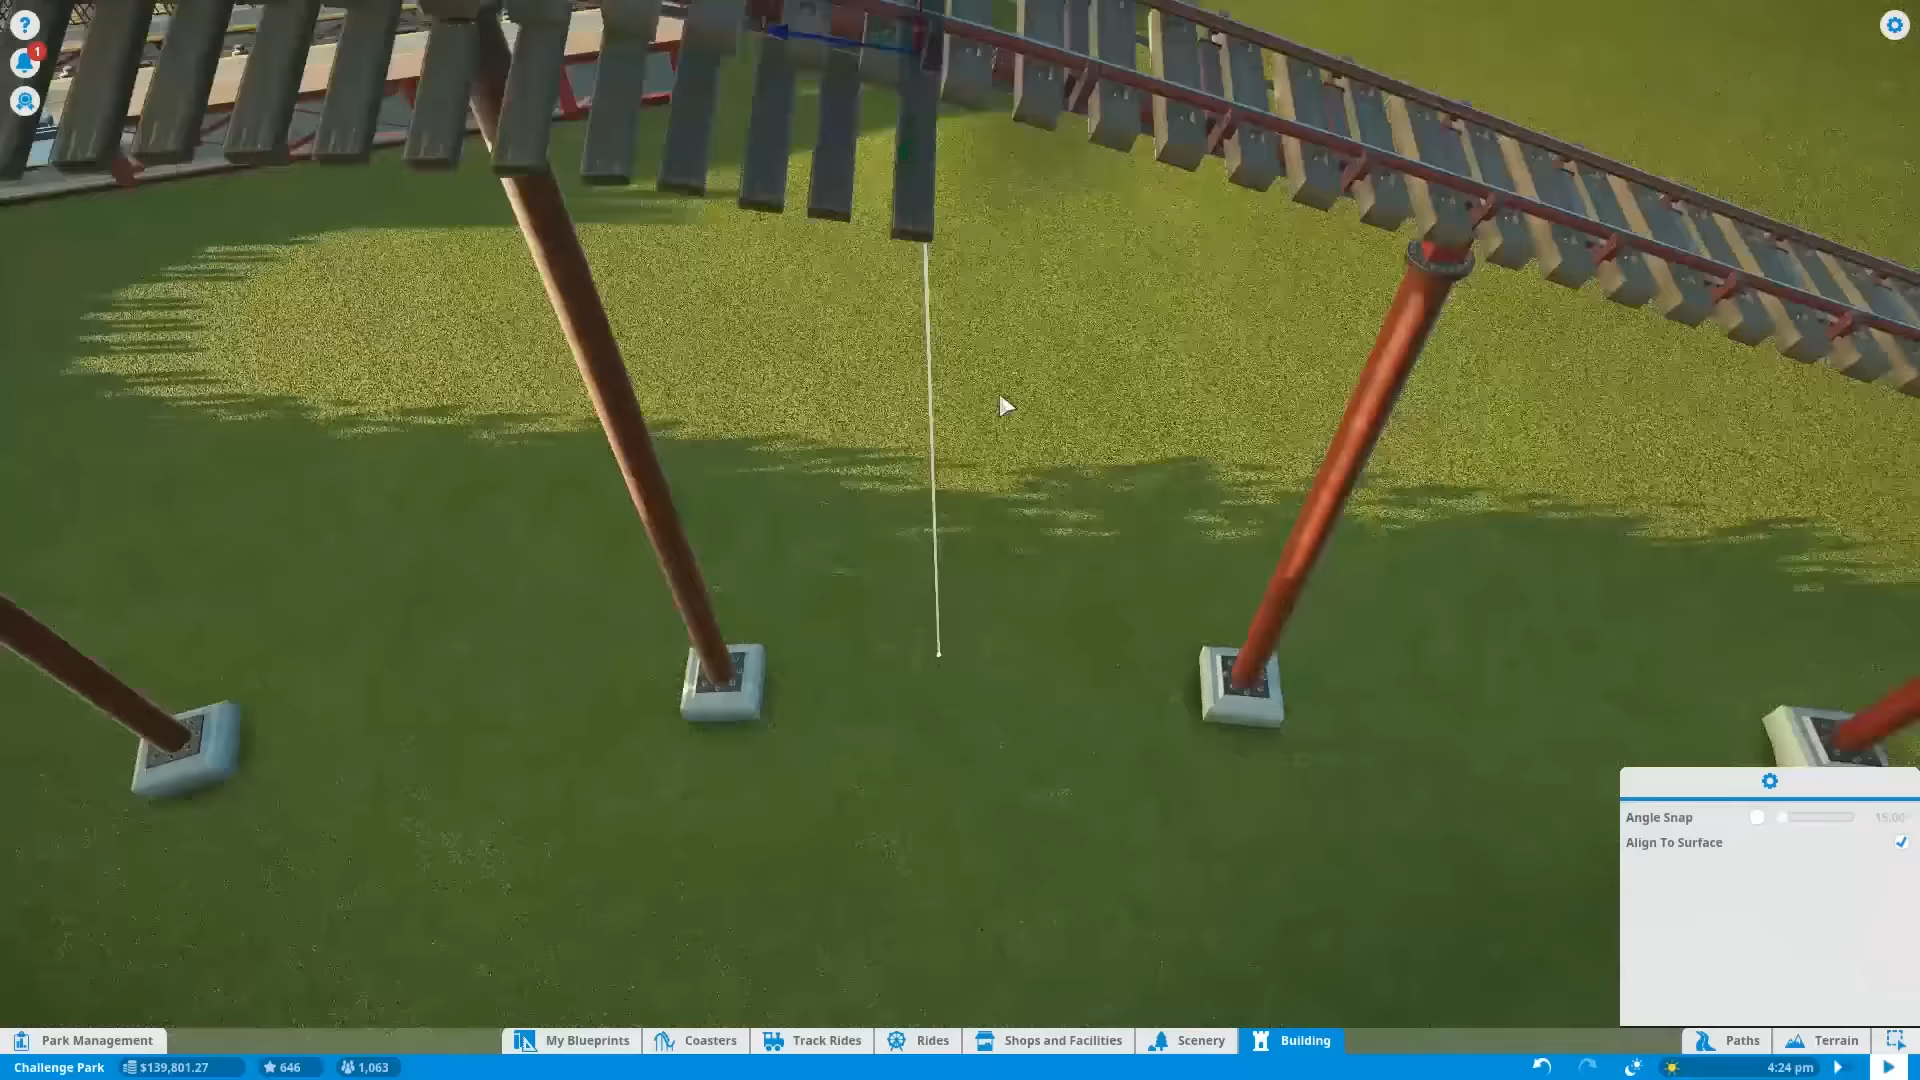 ?
1
Angle Snap 15.00°
Align To Surface
Park Management
My Blueprints
Coasters
Track Rides
Rides
Shops and Facilities
Scenery
Building
Paths
Terrain
Challenge Park
$139,801.27
646
1,063
4:24 pm